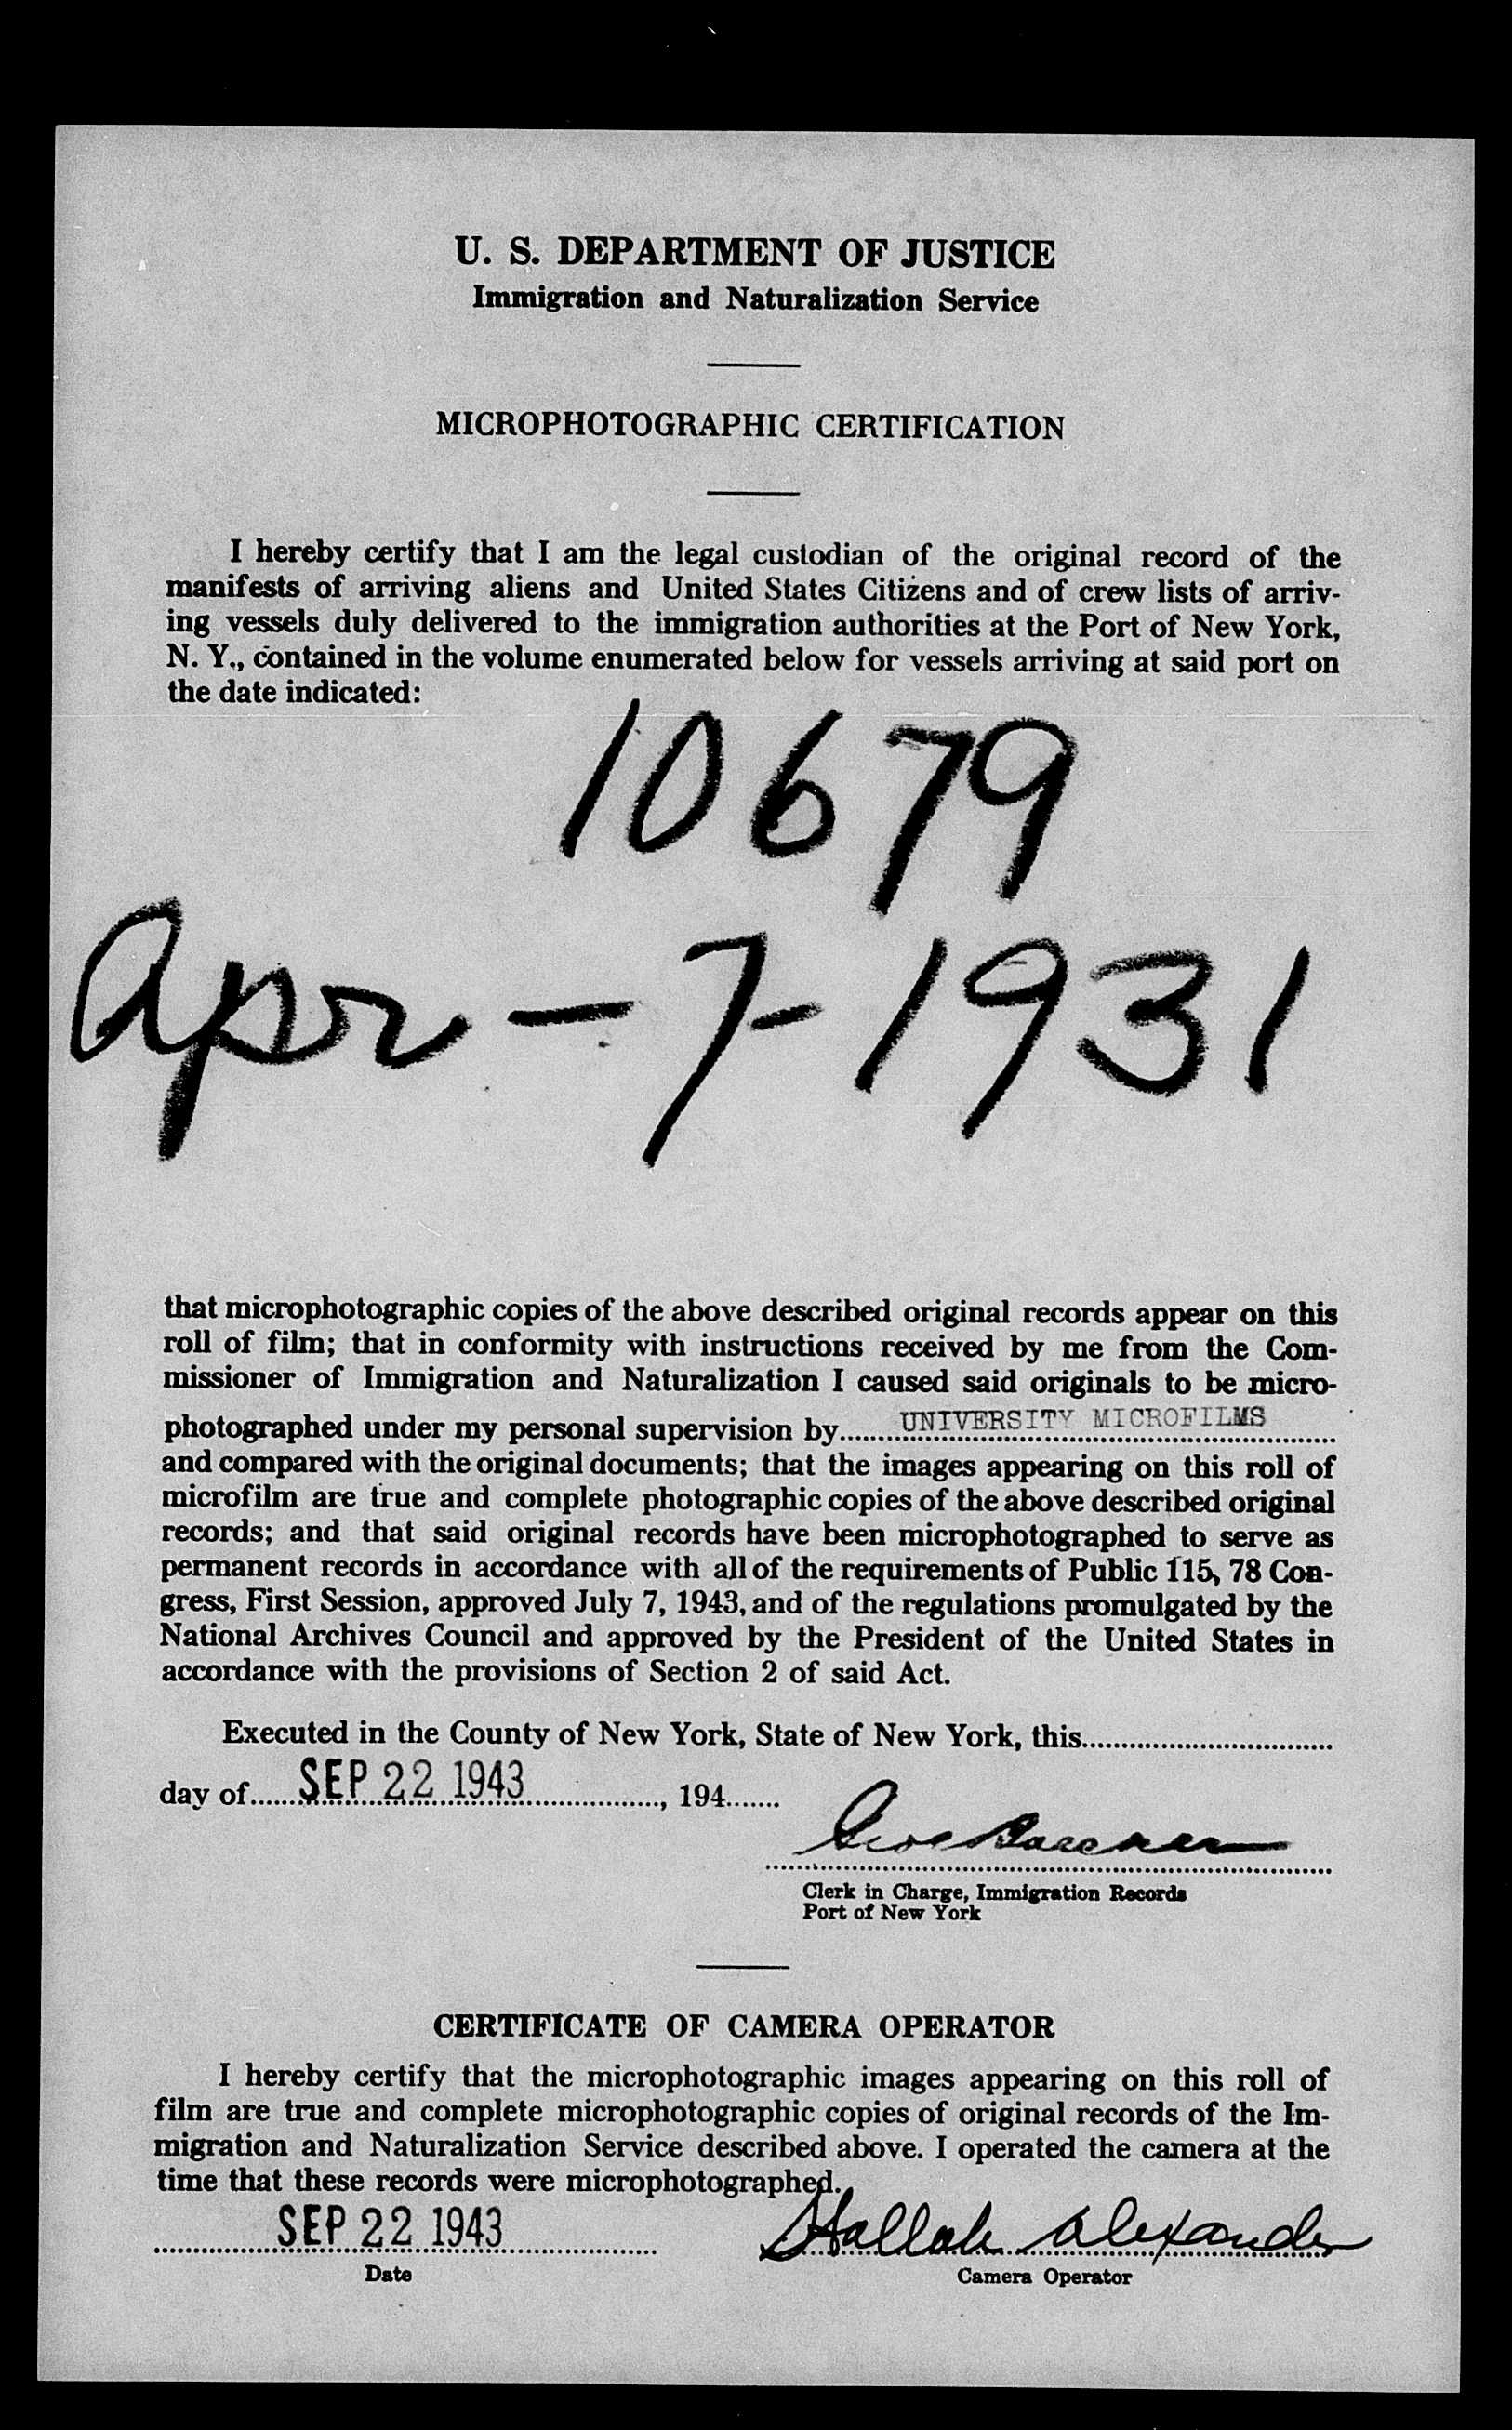 U. S. DEPARTMENT OF JUSTICE
Immigration and Naturalization Service
MICROPHOTOGRAPHIC CERTIFICATION
I hereby certify that I am the legal custodian of the original record of the
manifests of arriving aliens and United States Citizens and of crew lists of arriv-
ing vessels duly delivered to the immigration authorities at the Port of New York,
N. Y., contained in the volume enumerated below for vessels arriving at said port on
the date indicated:
10679
Apr - 7 - 1931
that microphotographic copies of the above described original records appear on this
roll of film; that in conformity with instructions received by me from the Com-
missioner of Immigration and Naturalization I caused said originals to be micro-
photographed under my personal supervision by UNIVERSITY MICROFILMS
and compared with the original documents; that the images appearing on this roll of
microfilm are true and complete photographic copies of the above described original
records; and that said original records have been microphotographed to serve as
permanent records in accordance with all of the requirements of Public 115, 78 Con-
gress, First Session, approved July 7, 1943, and of the regulations promulgated by the
National Archives Council and approved by the President of the United States in
accordance with the provisions of Section 2 of said Act.
Executed in the County of New York, State of New York, this
day of SEP 22 1943, 194
Clerk in Charge, Immigration Records
Port of New York
CERTIFICATE OF CAMERA OPERATOR
I hereby certify that the microphotographic images appearing on this roll of
film are true and complete microphotographic copies of original records of the Im-
migration and Naturalization Service described above. I operated the camera at the
time that these records were microphotographed.
SEP 22 1943 Alexander
Date Camera Operator